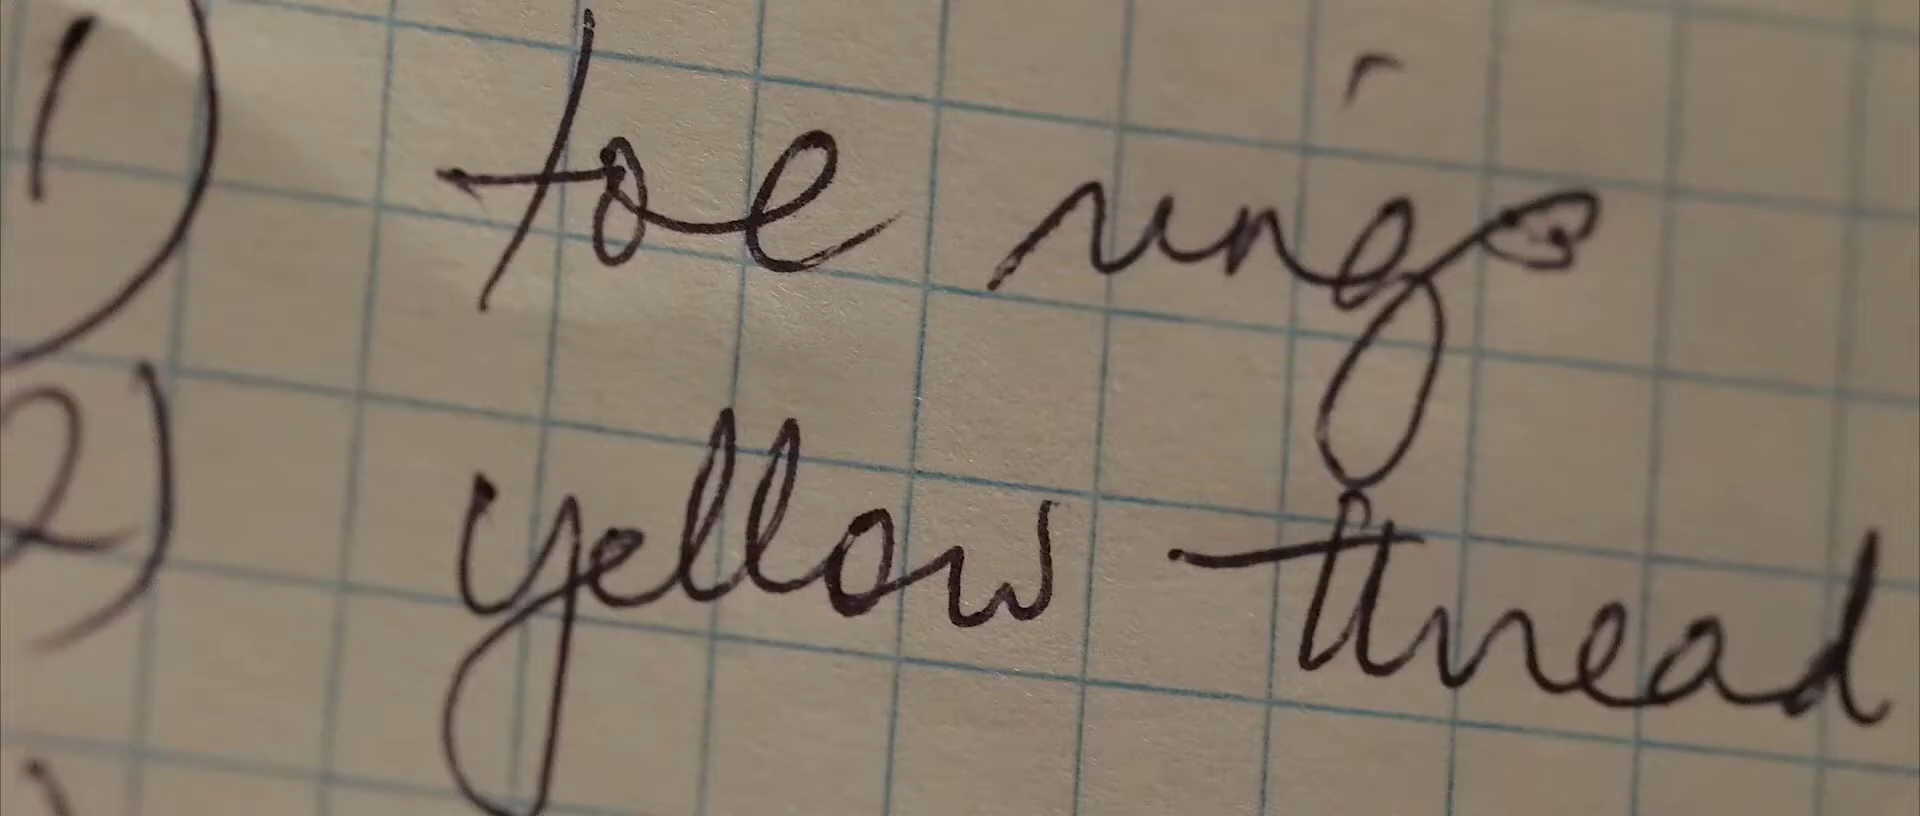 1) toe rings
2) yellow thread